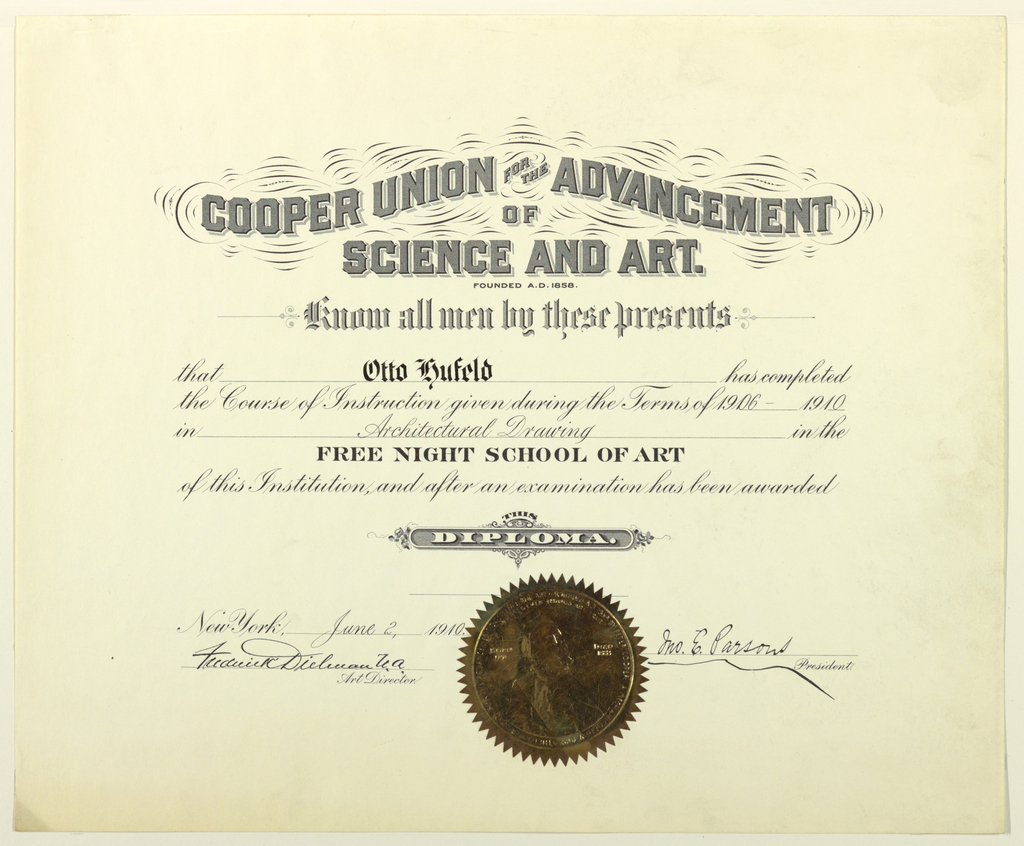 COOPER UNION FOR THE ADVANCEMENT
OF
SCIENCE AND ART.
FOUNDED A.D. 1858.
Know all men by these presents
that Otto Hufeld has completed
the Course of Instruction given during the Terms of 1906 - 1910
in Architectural Drawing in the
FREE NIGHT SCHOOL OF ART
of this Institution, and after an examination has been awarded
THIS
DIPLOMA.
New York, June 2, 1910
Frederick Dielman N.A. Jno. E. Parsons
Art Director President